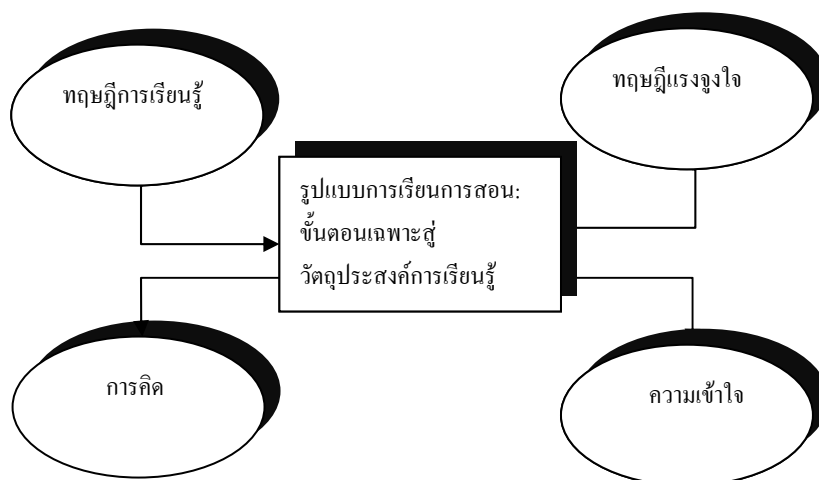 ทฤษฎีการเรียนรู้
ทฤษฎีแรงจูงใจ
รูปแบบการเรียนการสอน:
ขั้นตอนเฉพาะสู่
วัตถุประสงค์การเรียนรู้
การคิด
ความเข้าใจ